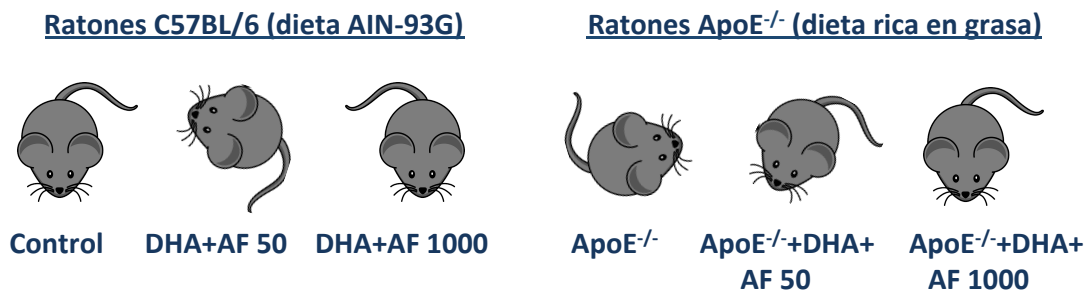 Ratones C57BL/6 (dieta AIN-93G)
Ratones ApoE-/- (dieta rica en grasa)
Control
DHA+AF 50
DHA+AF 1000
ApoE-/-
ApoE-/-+DHA+
AF 50
ApoE-/-+DHA+
AF 1000